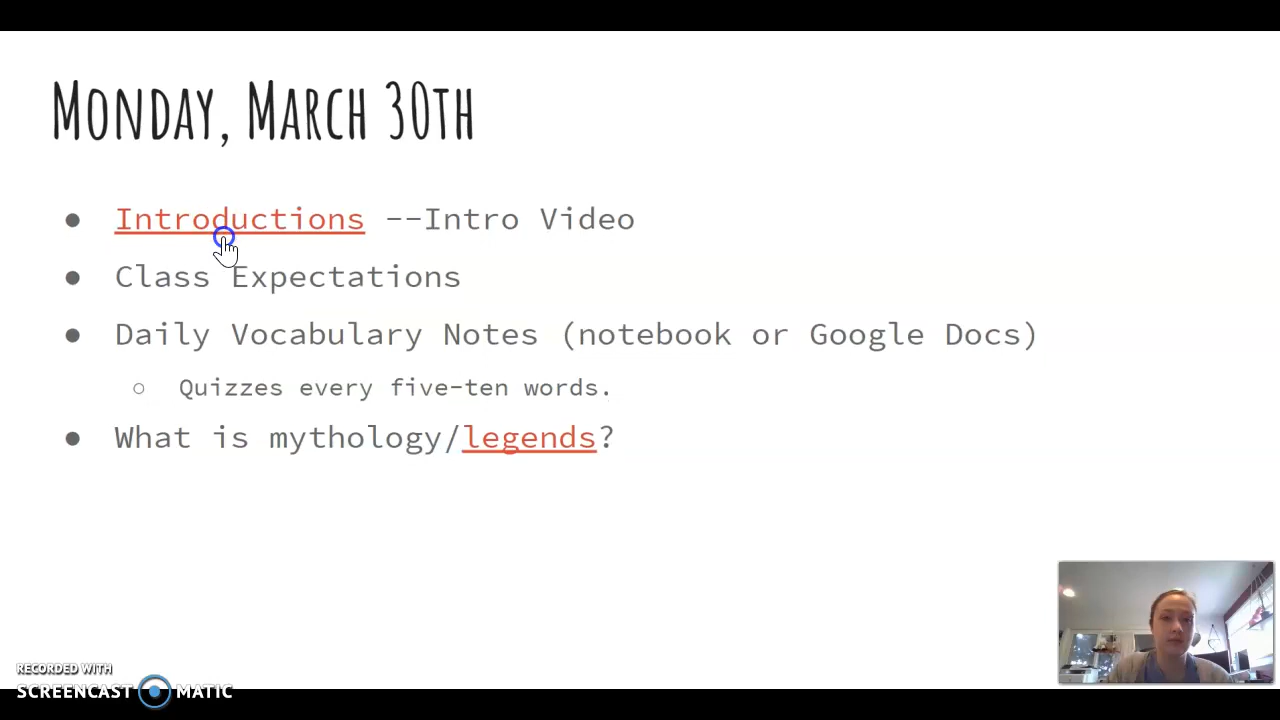 Monday, March 30th
Introductions --Intro Video
Class Expectations
Daily Vocabulary Notes (notebook or Google Docs)
Quizzes every five-ten words.
What is mythology/legends?
RECORDED WITH
SCREENCAST MATIC